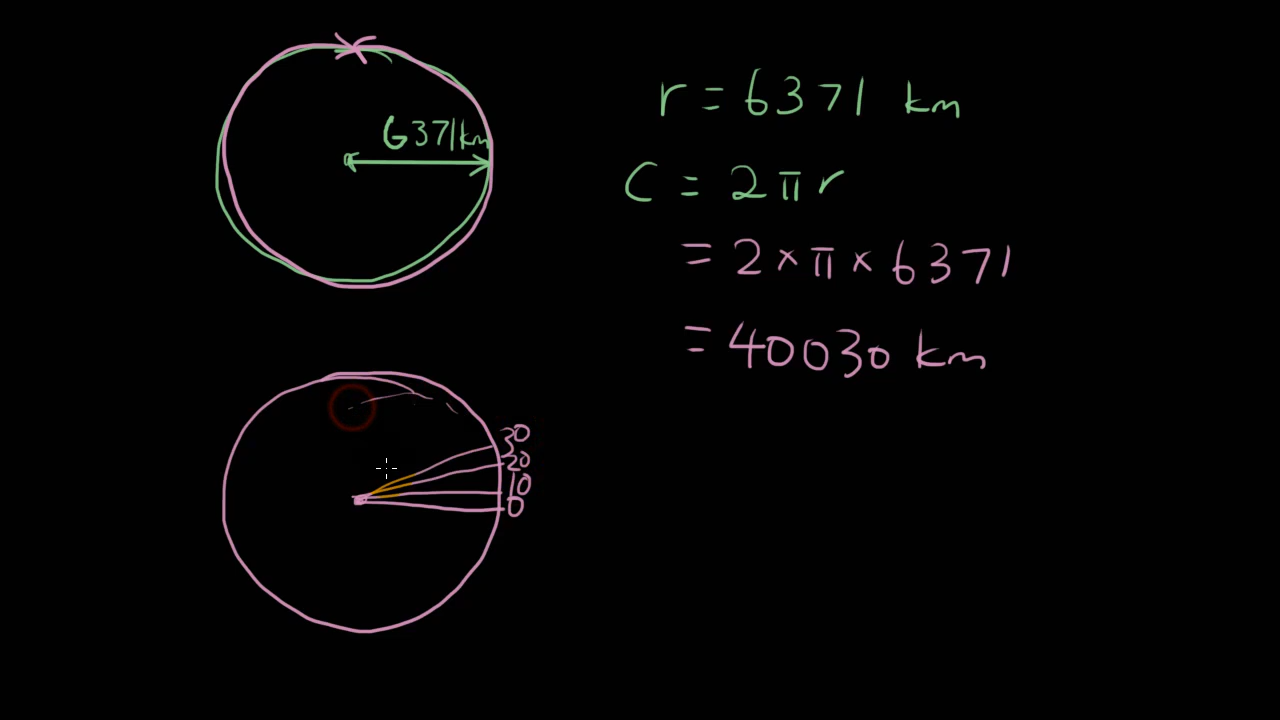 6371km
r = 6371 km
C = 2πr
= 2 × π × 6371
= 40030 km
30
20
10
0